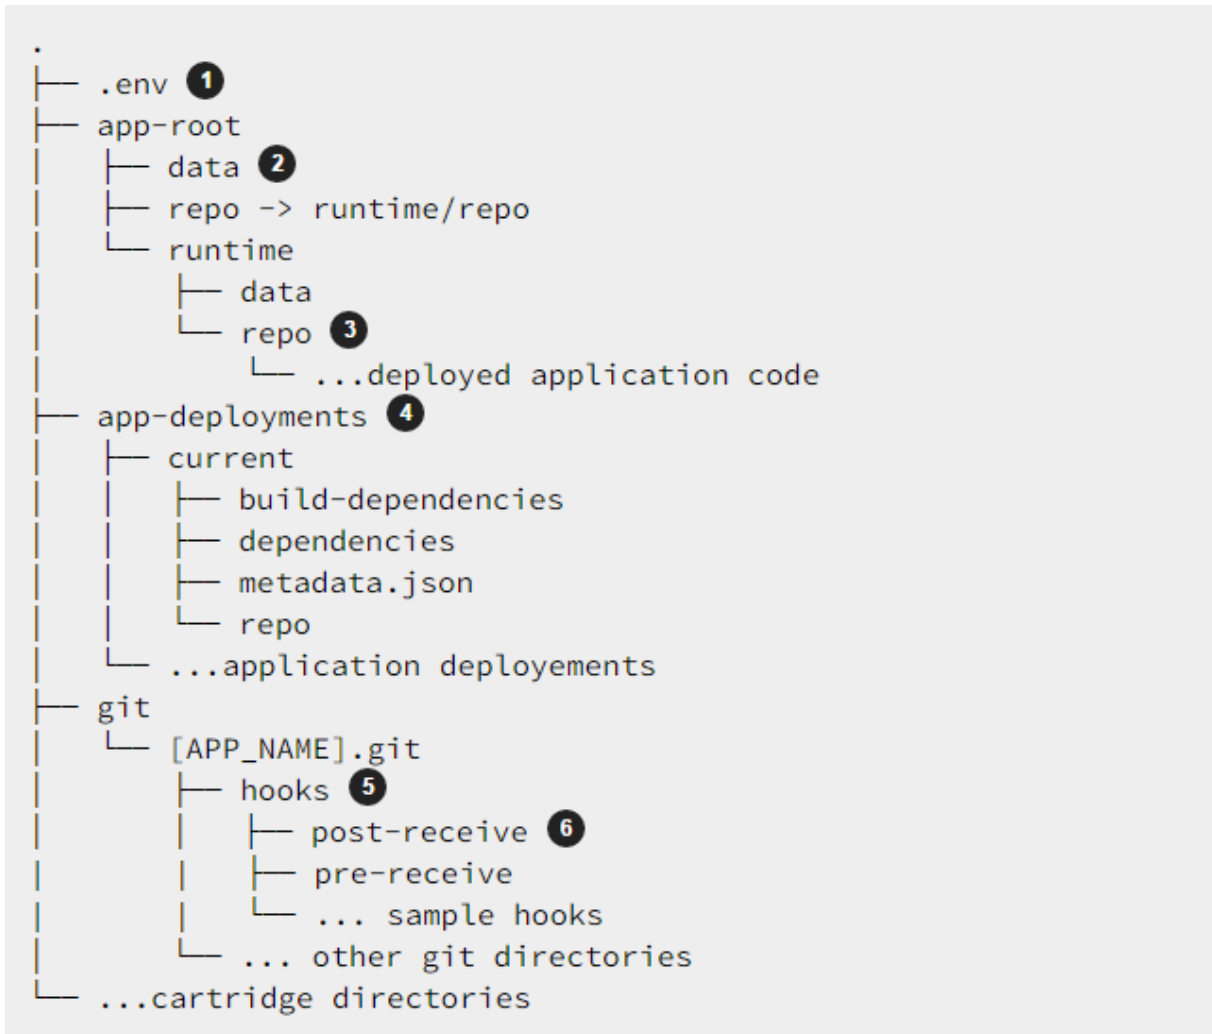 .
├── .env 1
├── app-root
│   ├── data 2
│   ├── repo -> runtime/repo
│   └── runtime
│       ├── data
│       └── repo 3
│           └── ...deployed application code
├── app-deployments 4
│   ├── current
│   │   ├── build-dependencies
│   │   ├── dependencies
│   │   ├── metadata.json
│   │   └── repo
│   └── ...application deployements
├── git
│   └── [APP_NAME].git
│       ├── hooks 5
│       │   ├── post-receive 6
|       |   ├── pre-receive
|       |   └── ... sample hooks
│       └── ... other git directories
└── ...cartridge directories